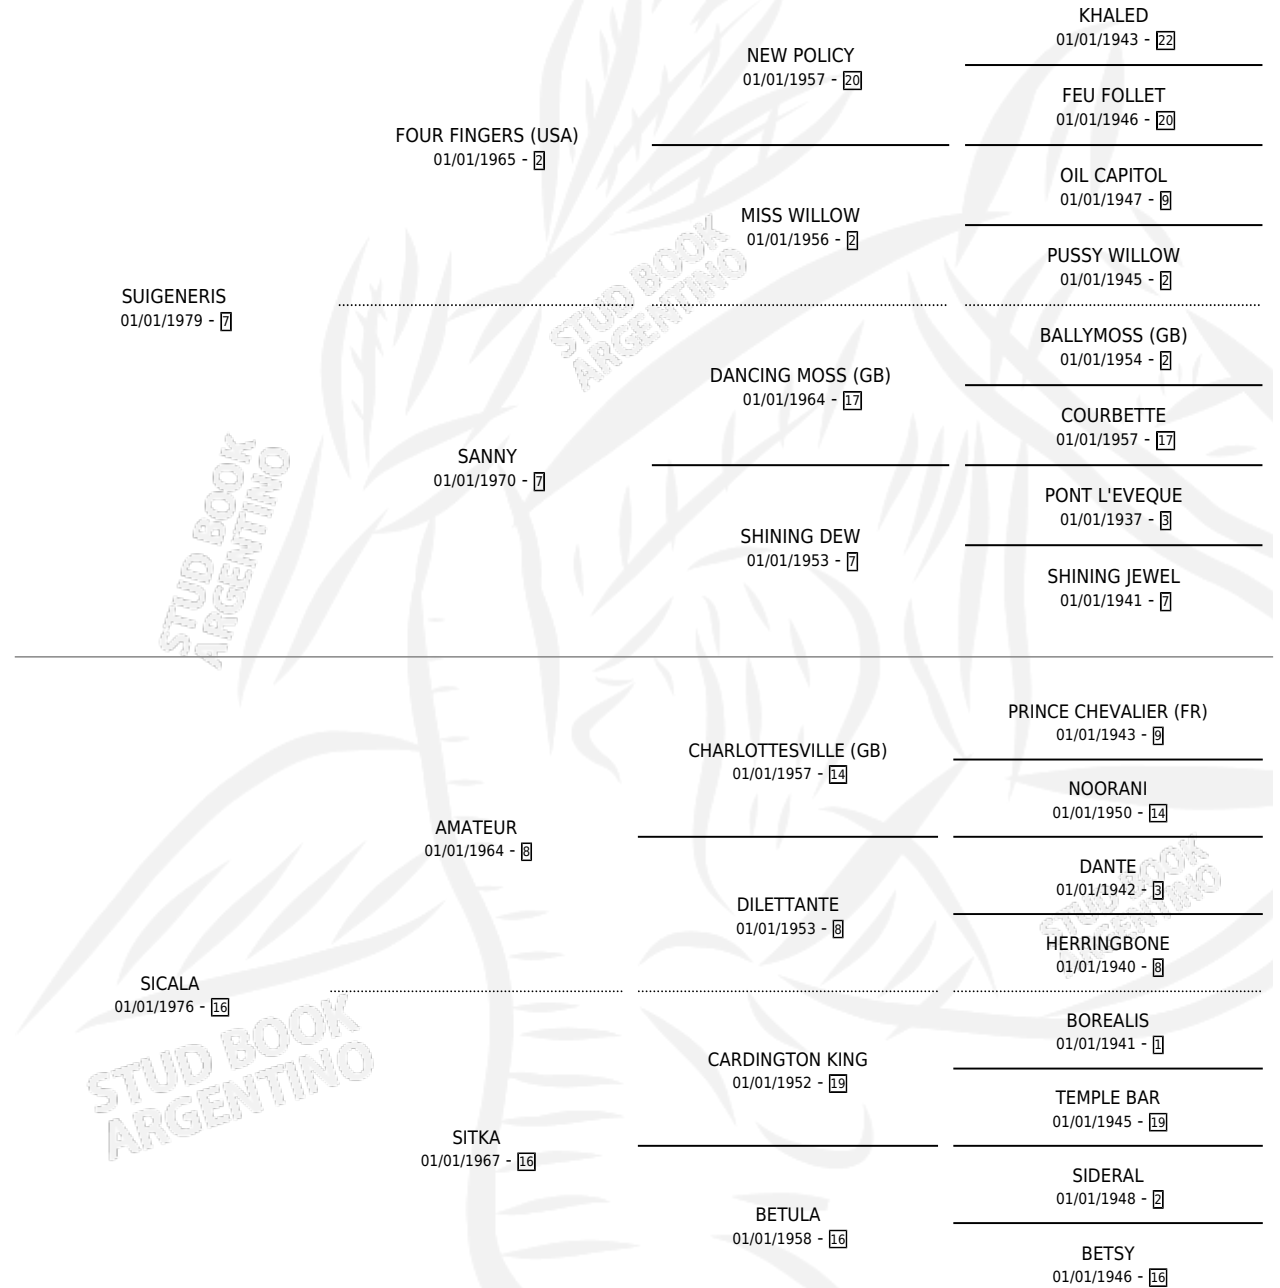 KHALED
01/01/1943 - 22
NEW POLICY
01/01/1957 - 20
FEU FOLLET
01/01/1946 - 20
FOUR FINGERS (USA)
01/01/1965 - 2
OIL CAPITOL
01/01/1947 - 9
MISS WILLOW
01/01/1956 - 2
PUSSY WILLOW
01/01/1945 - 2
SUIGENERIS
01/01/1979 - 7
STUD BOOK
ARGENTINO
BALLYMOSS (GB)
01/01/1954 - 2
DANCING MOSS (GB)
01/01/1964 - 17
COURBETTE
01/01/1957 - 17
SANNY
01/01/1970 - 7
STUD BOOK
ARGENTINO
PONT L'EVEQUE
01/01/1937 - 3
SHINING DEW
01/01/1953 - 7
SHINING JEWEL
01/01/1941 - 7
PRINCE CHEVALIER (FR)
01/01/1943 - 9
CHARLOTTESVILLE (GB)
01/01/1957 - 14
NOORANI
01/01/1950 - 14
AMATEUR
01/01/1964 - 8
DANTE
01/01/1942 - 3
STUD BOOK
ARGENTINO
DILETTANTE
01/01/1953 - 8
HERRINGBONE
01/01/1940 - 8
SICALA
01/01/1976 - 16
STUD BOOK
ARGENTINO
BOREALIS
01/01/1941 - 1
CARDINGTON KING
01/01/1952 - 19
TEMPLE BAR
01/01/1945 - 19
SITKA
01/01/1967 - 16
SIDERAL
01/01/1948 - 2
BETULA
01/01/1958 - 16
BETSY
01/01/1946 - 16